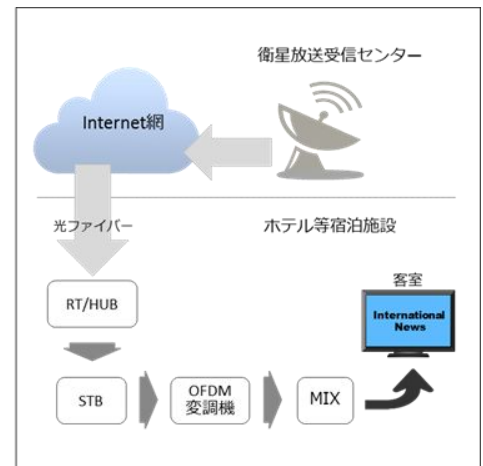 衛星放送受信センター
Internet網
光ファイバー
ホテル等宿泊施設
客室
RT/HUB
International
News
STB
OFDM
変調機
MIX